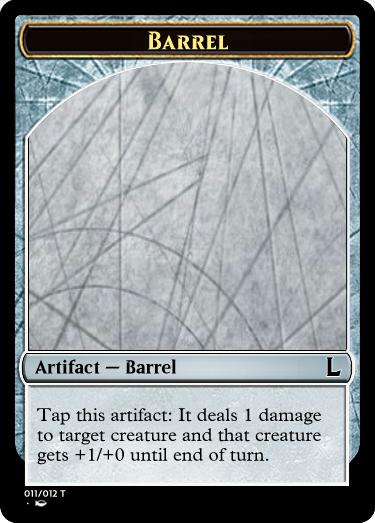 BARREL
Artifact — Barrel
L
Tap this artifact: It deals 1 damage
to target creature and that creature
gets +1/+0 until end of turn.
011/012 T